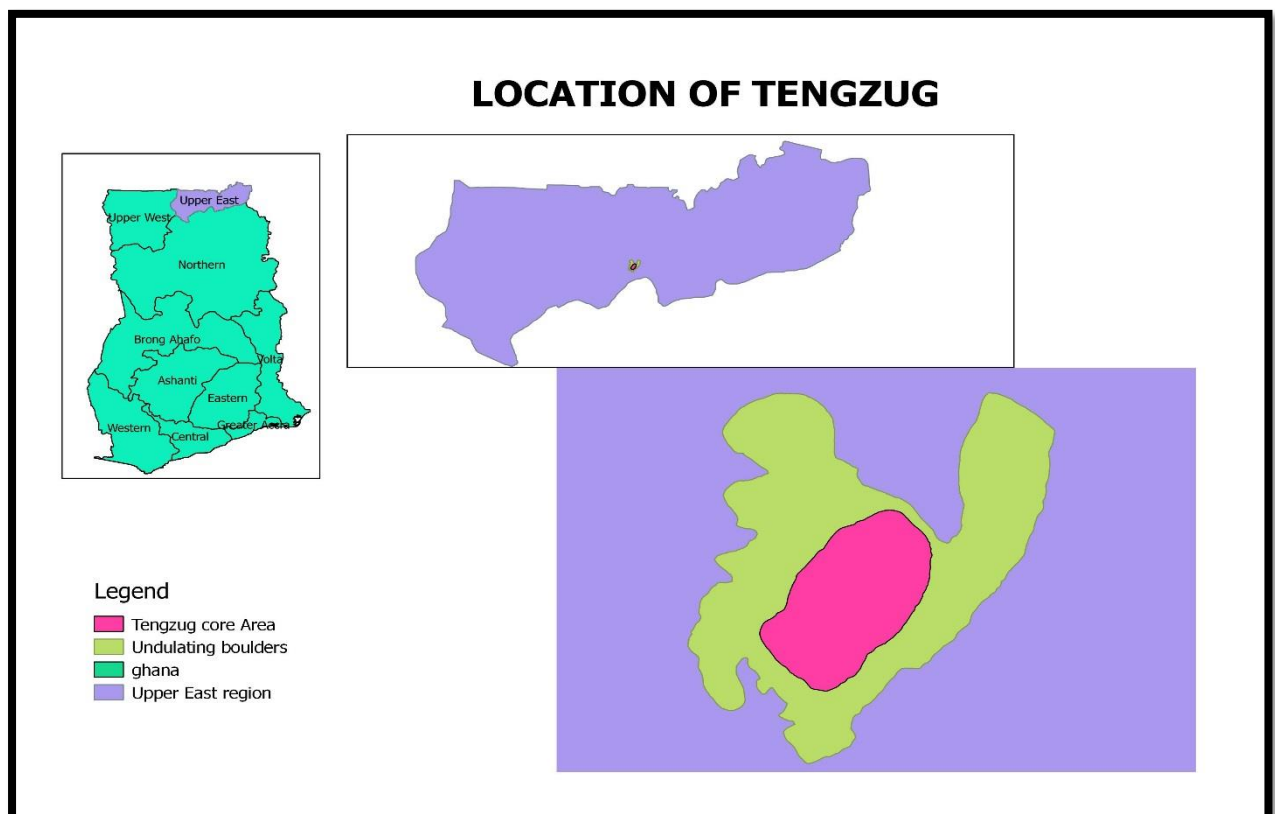 LOCATION OF TENGZUG
Upper East
Upper West
Northern
Brong Ahafo
Volta
Ashanti
Eastern
Western
Central
Greater Accra
Legend
Tengzug core Area
Undulating boulders
ghana
Upper East region